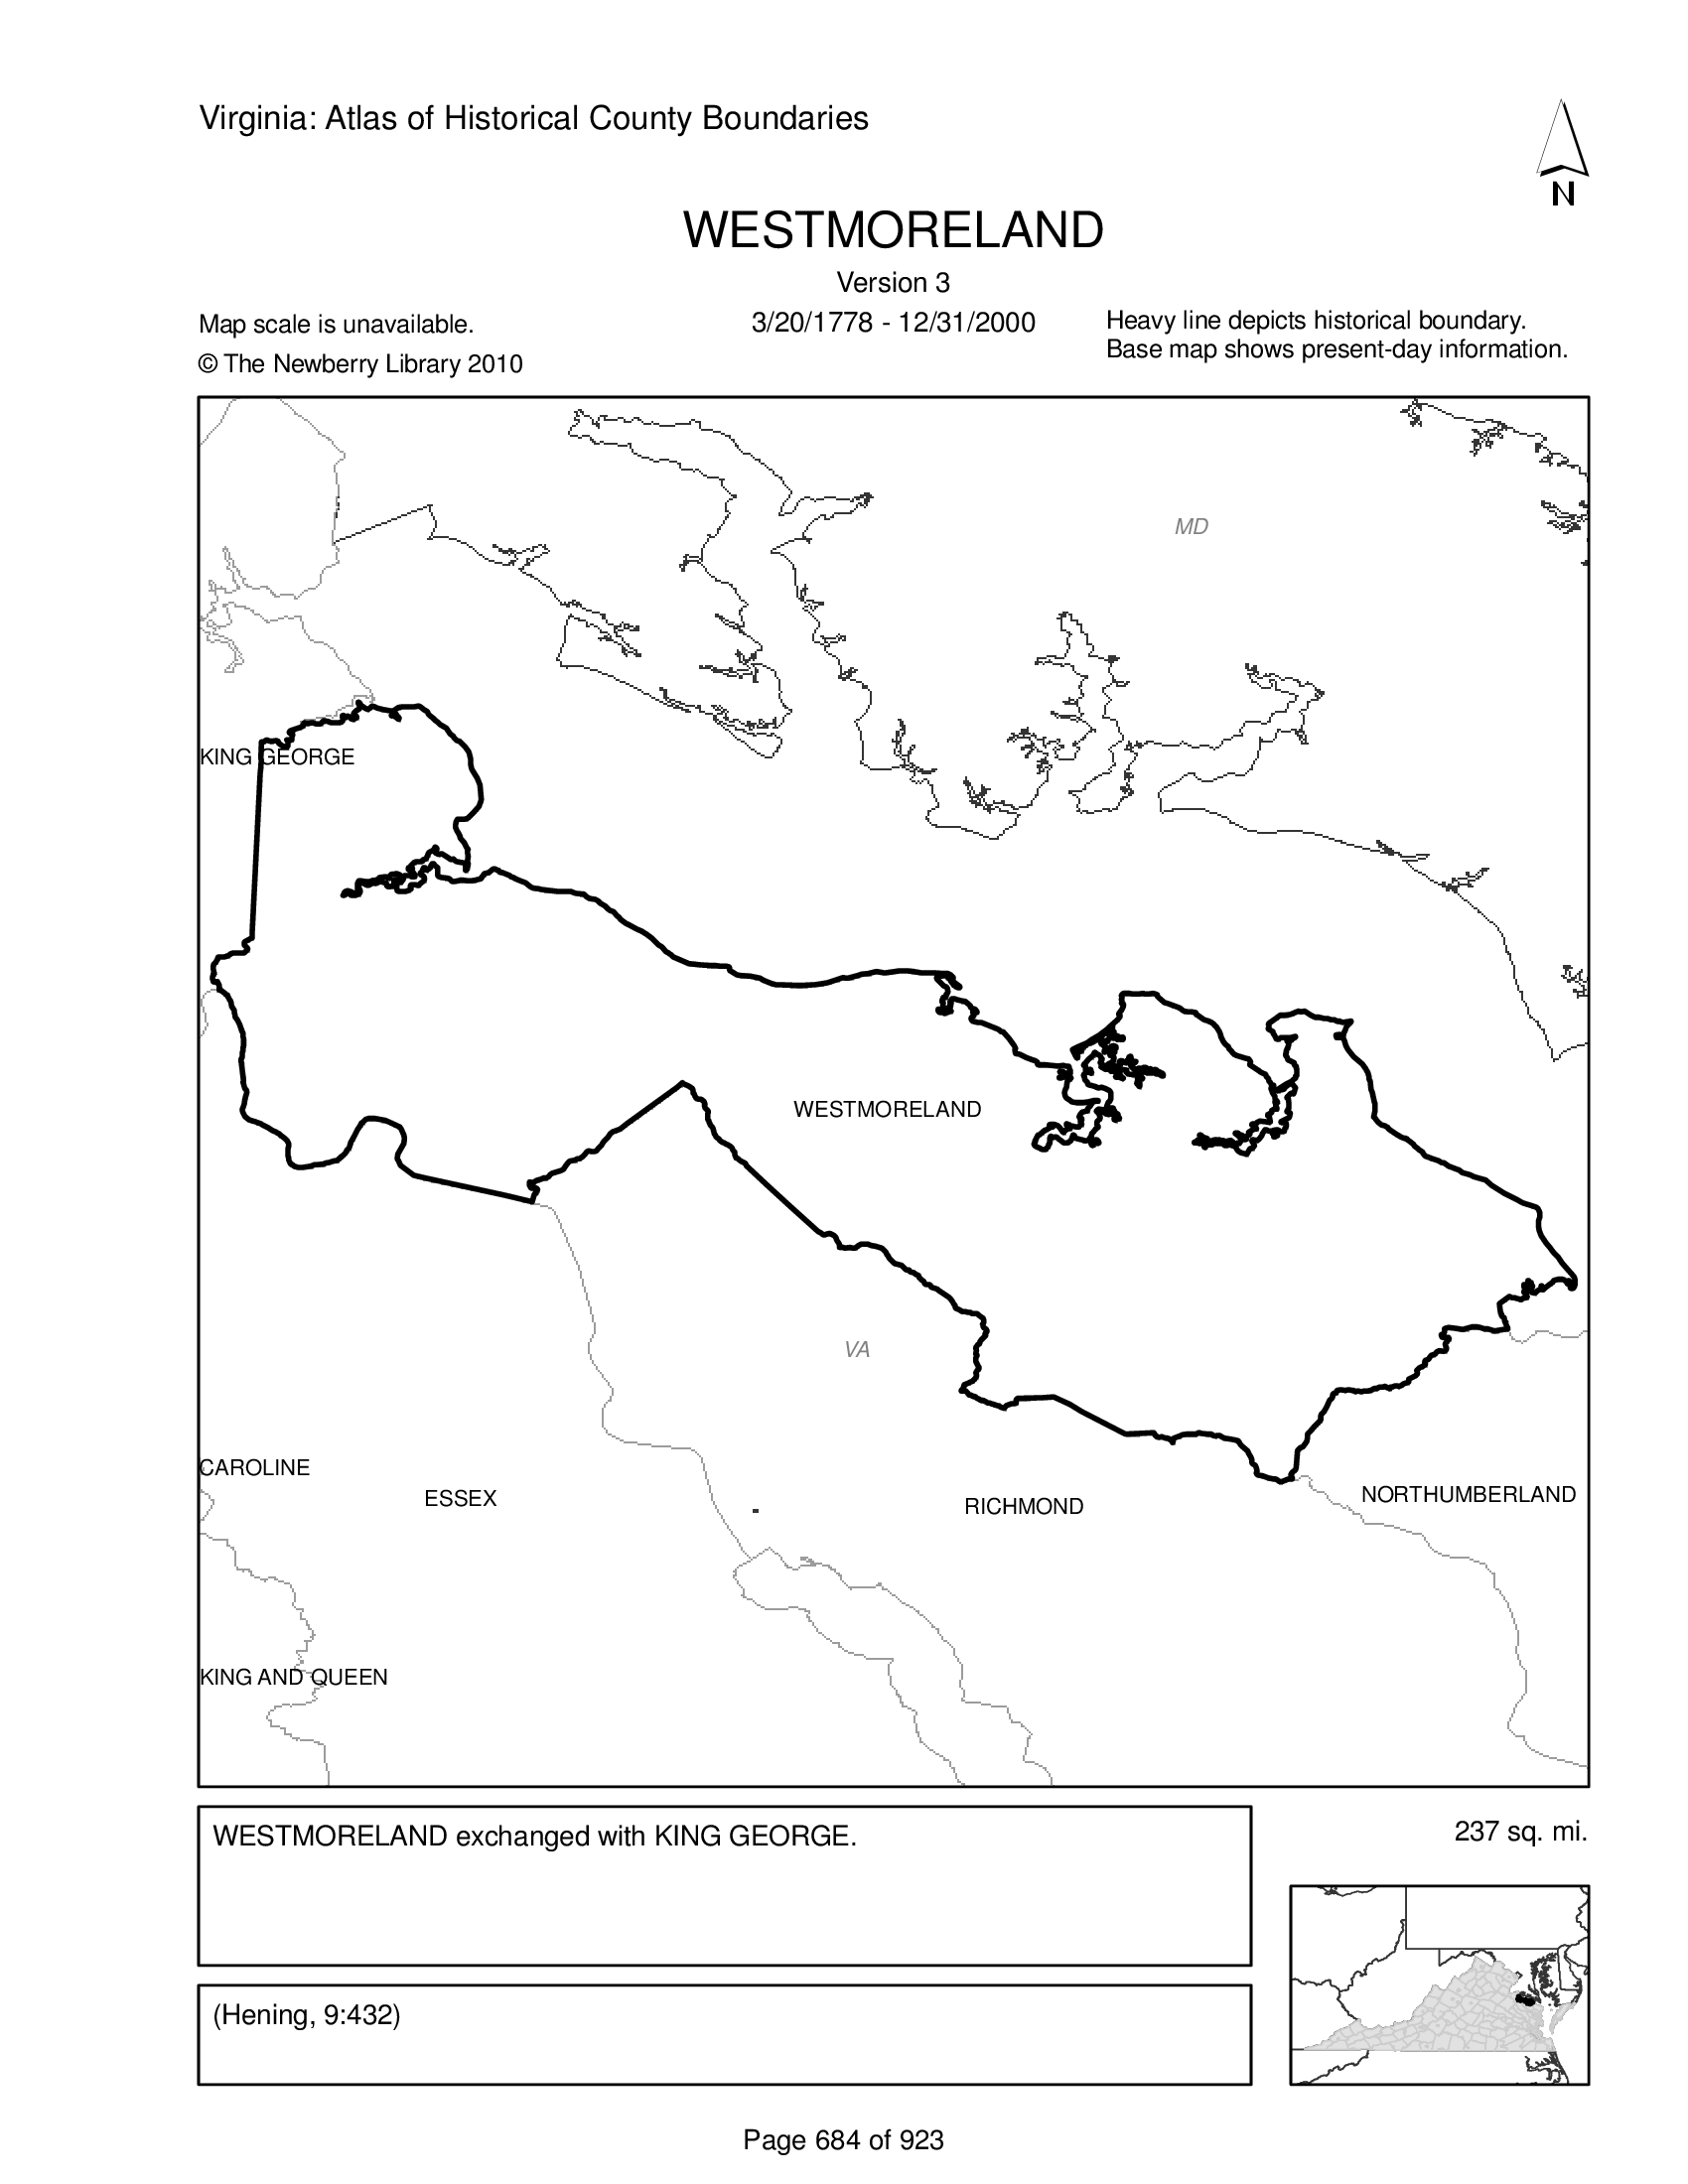 Virginia: Atlas of Historical County Boundaries
N
WESTMORELAND
Version 3
Map scale is unavailable.
3/20/1778 - 12/31/2000
Heavy line depicts historical boundary.
Base map shows present-day information.
© The Newberry Library 2010
MD
KING GEORGE
WESTMORELAND
VA
CAROLINE
ESSEX
RICHMOND
NORTHUMBERLAND
KING AND QUEEN
WESTMORELAND exchanged with KING GEORGE.
237 sq. mi.
(Hening, 9:432)
Page 684 of 923